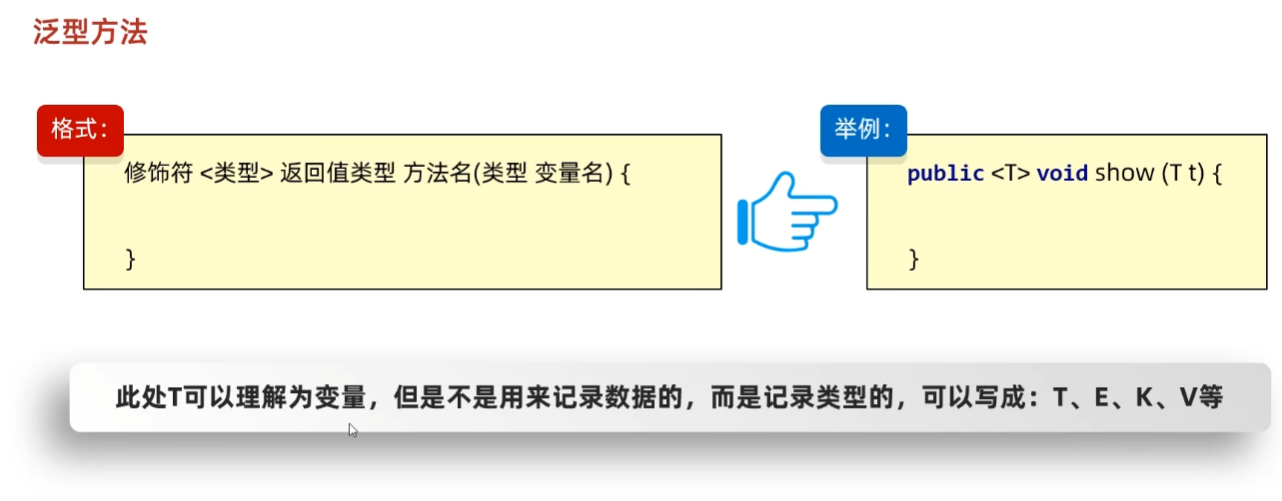 泛型方法
格式：
修饰符 <类型> 返回值类型 方法名(类型 变量名) {
}
举例：
public <T> void show (T t) {
}
此处T可以理解为变量，但是不是用来记录数据的，而是记录类型的，可以写成：T、E、K、V等